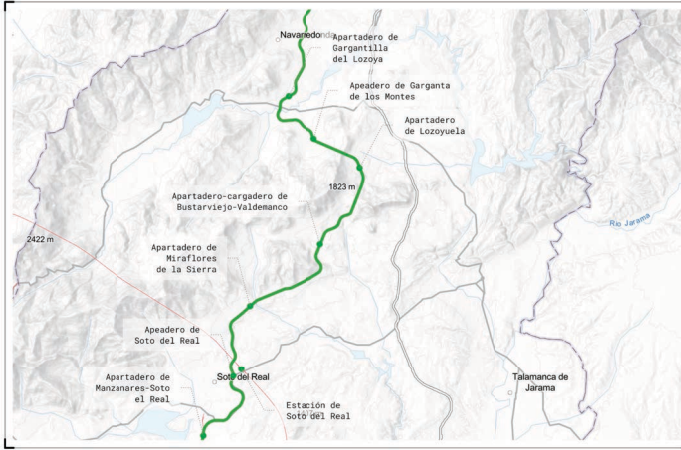 Navarredonda
Apartadero de
Gargantilla
del Lozoya
Apeadero de Garganta
de los Montes
Apartadero
de Lozoyuela
1823 m
Apartadero-cargadero de
Bustarviejo-Valdemanco
Río Jarama
2422 m
Apartadero de
Miraflores
de la Sierra
Apeadero de
Soto del Real
Apartadero de
Manznares-Soto
el Real
Soto del Real
Talamanca de
Jarama
Estación de
Soto del Real